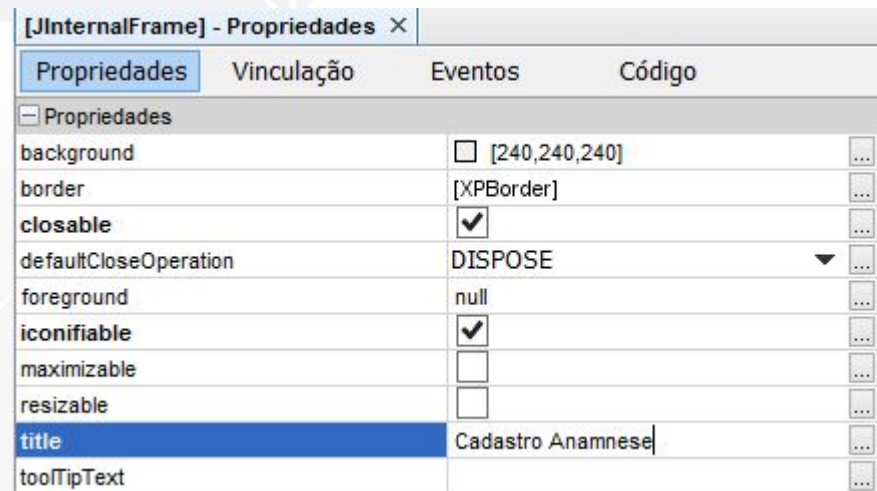 [JInternalFrame] - Propriedades ×
Propriedades Vinculação Eventos Código
Propriedades
background [240,240,240] ...
border [XPBorder] ...
closable ...
defaultCloseOperation DISPOSE ...
foreground null ...
iconifiable ...
maximizable ...
resizable ...
title Cadastro Anamnese ...
toolTipText ...